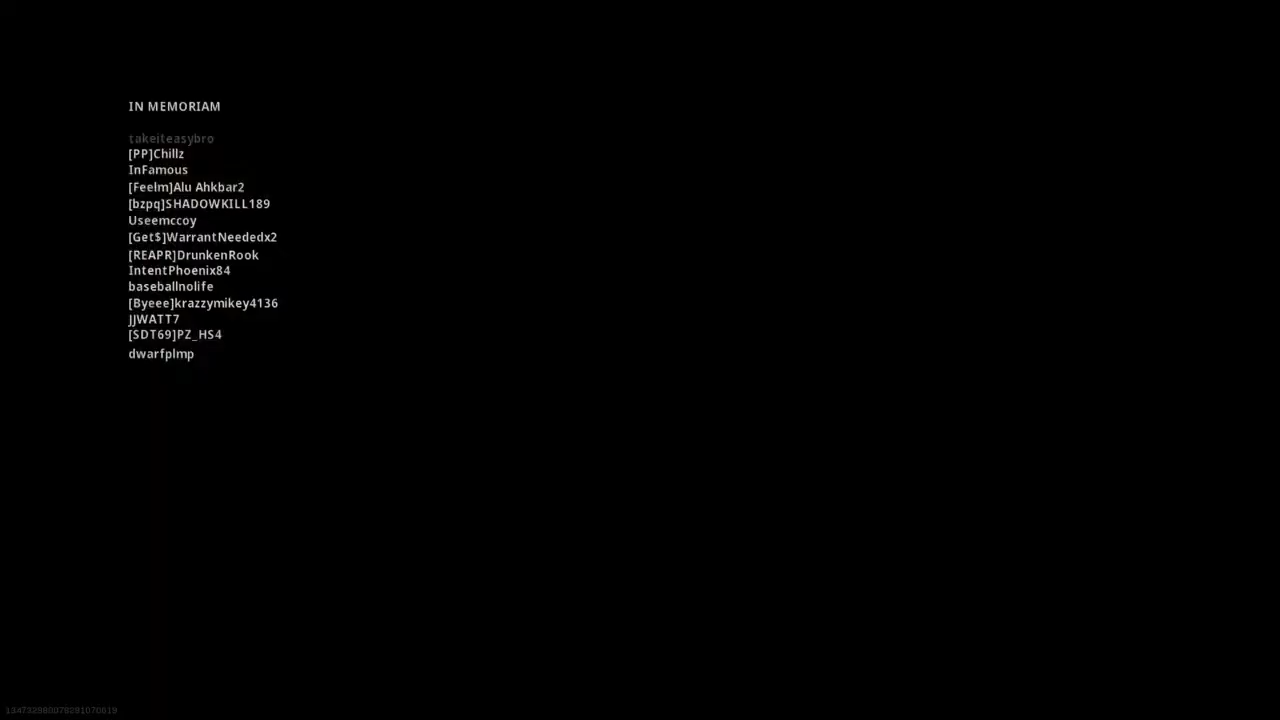 IN MEMORIAM
takeiteasybro
[PP]Chillz
InFamous
[Feelm]Alu Ahkbar2
[bzpq]SHADOWKILL189
Useemccoy
[Get$]WarrantNeededx2
[REAPR]DrunkenRook
IntentPhoenix84
baseballnolife
[Byeee]krazzymikey4136
JJWATT7
[SDT69]PZ_HS4